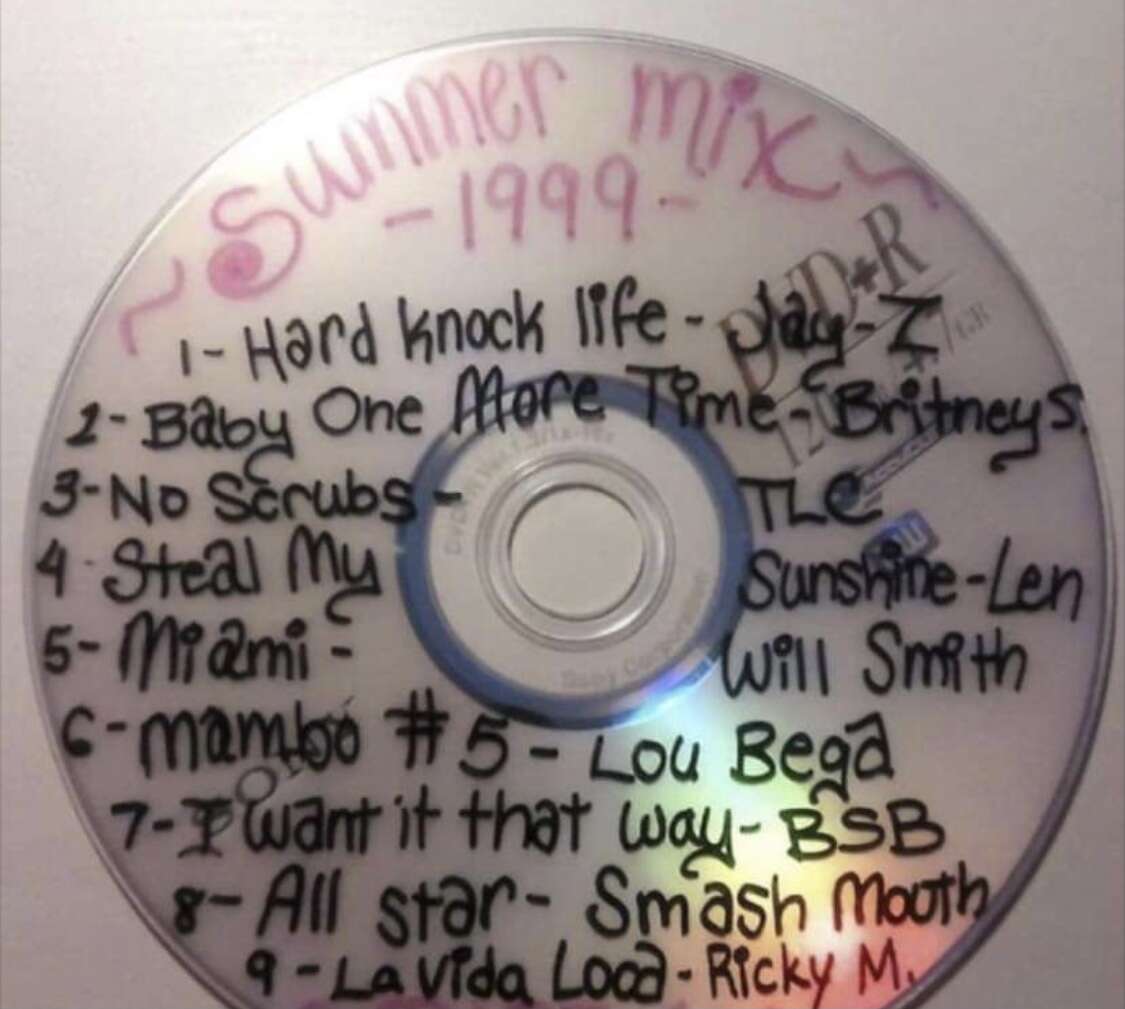 ~Summer mix~
-1999-
DVD+R
1- Hard Knock life - Jay-Z
2- Baby One More Time - Britney S.
3- No Scrubs - TLC
4 - Steal My Sunshine - Len
5- Miami - Will Smith
6- mambo #5 - Lou Bega
7- I want it that way - BSB
8- All star - Smash Mouth
9 - La Vida Loca - Ricky M.